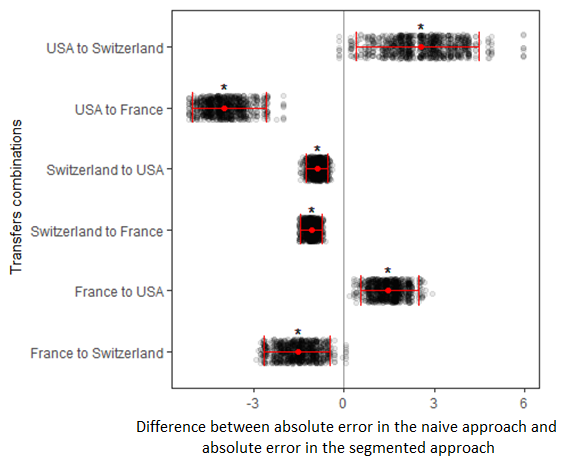 Transfers combinations
*
USA to Switzerland
*
USA to France
*
Switzerland to USA
*
Switzerland to France
*
France to USA
*
France to Switzerland
-3 0 3 6
Difference between absolute error in the naive approach and
absolute error in the segmented approach